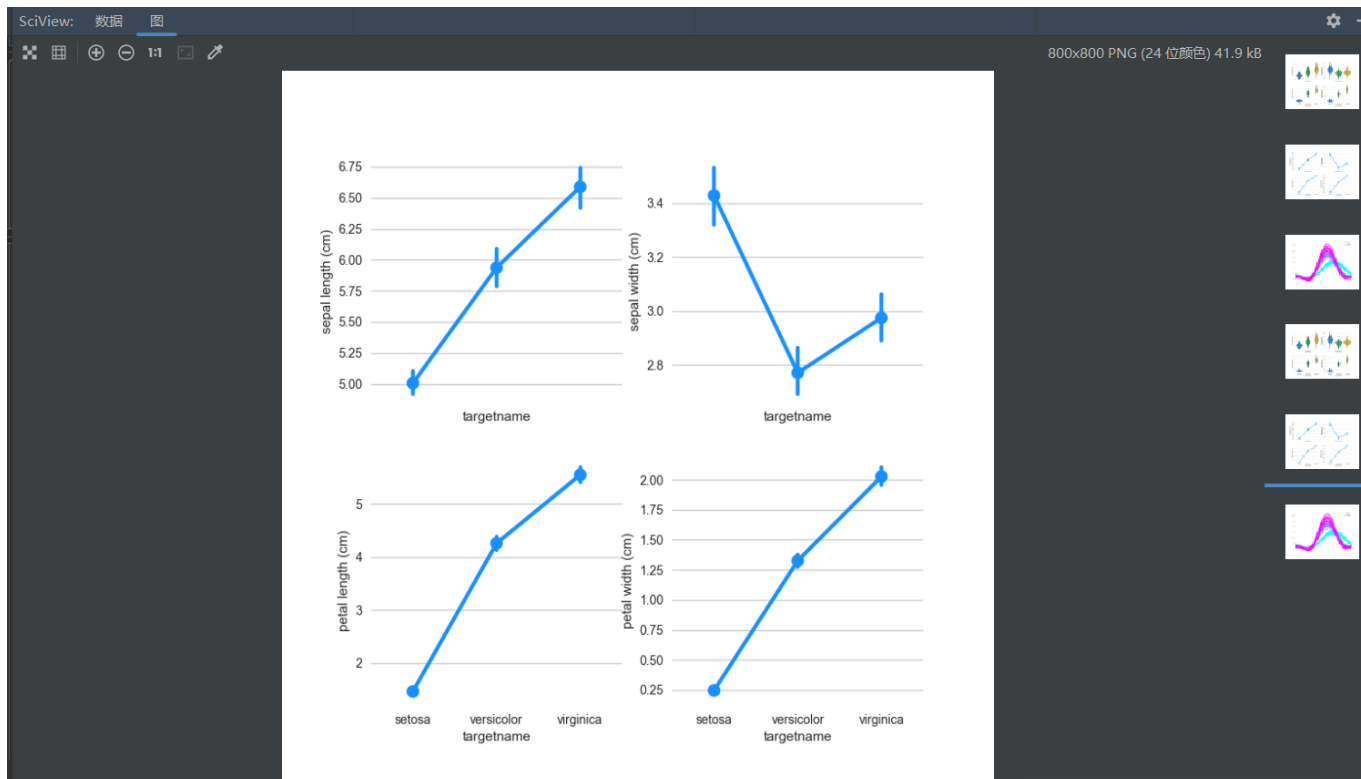 SciView: 数据 图
1:1
800x800 PNG (24 位颜色) 41.9 kB
6.75
6.50
6.25
6.00
5.75
5.50
5.25
5.00
sepal length (cm)
targetname
3.4
3.2
3.0
2.8
sepal width (cm)
targetname
5
4
3
2
petal length (cm)
setosa versicolor virginica
targetname
2.00
1.75
1.50
1.25
1.00
0.75
0.50
0.25
petal width (cm)
setosa versicolor virginica
targetname